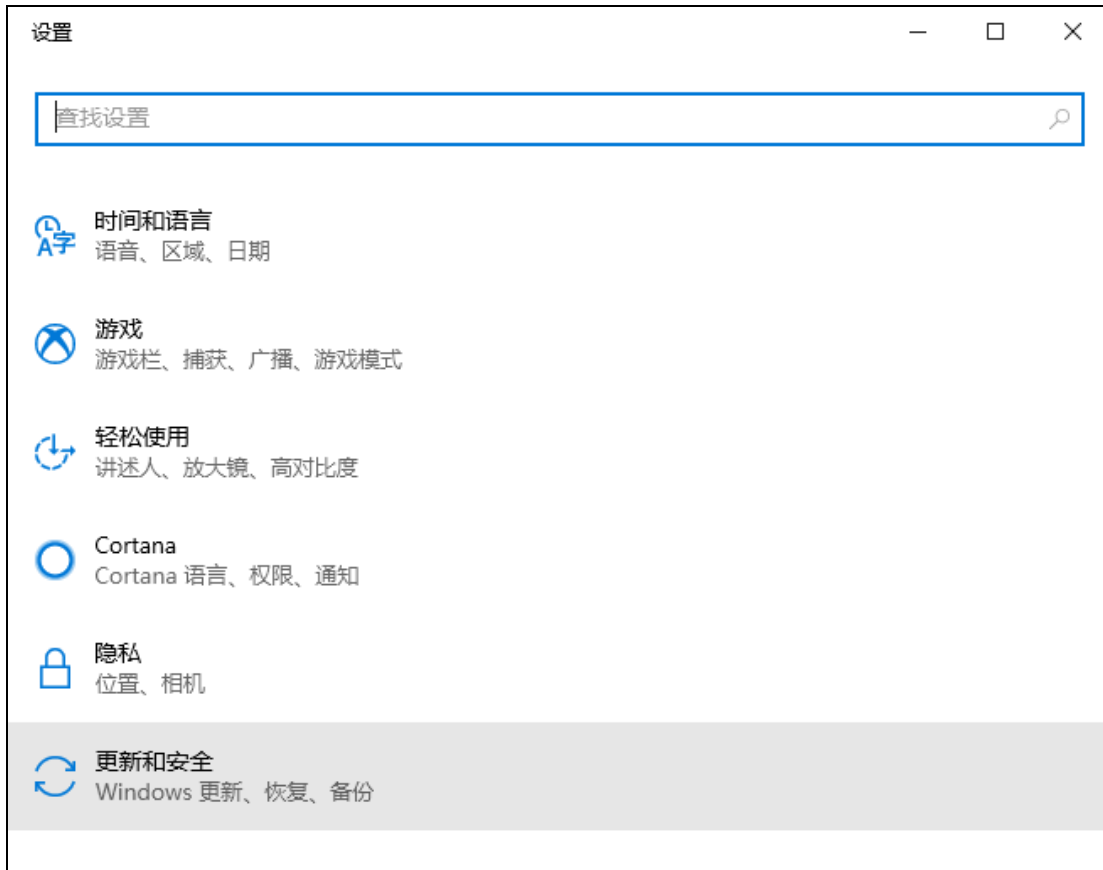 设置
查找设置
时间和语言
语音、区域、日期
游戏
游戏栏、捕获、广播、游戏模式
轻松使用
讲述人、放大镜、高对比度
Cortana
Cortana 语言、权限、通知
隐私
位置、相机
更新和安全
Windows 更新、恢复、备份